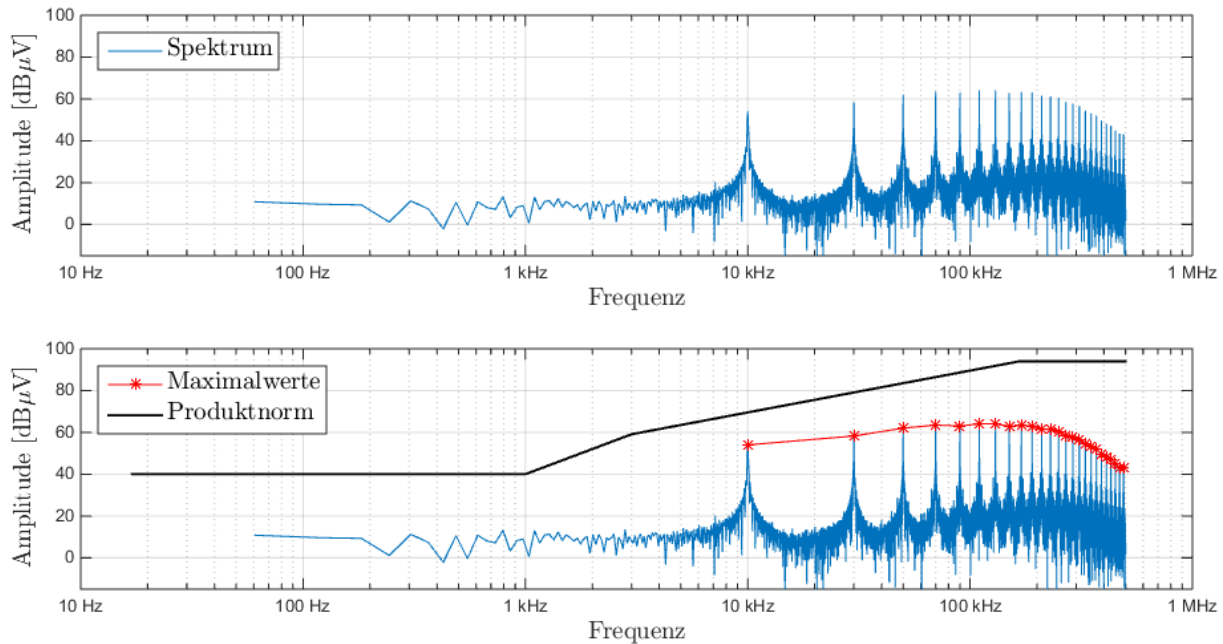 100
80
60
40
20
0
Amplitude [dBμV]
Spektrum
10 Hz
100 Hz
1 kHz
10 kHz
100 kHz
1 MHz
Frequenz
100
80
60
40
20
0
Amplitude [dBμV]
Maximalwerte
Produktnorm
10 Hz
100 Hz
1 kHz
10 kHz
100 kHz
1 MHz
Frequenz